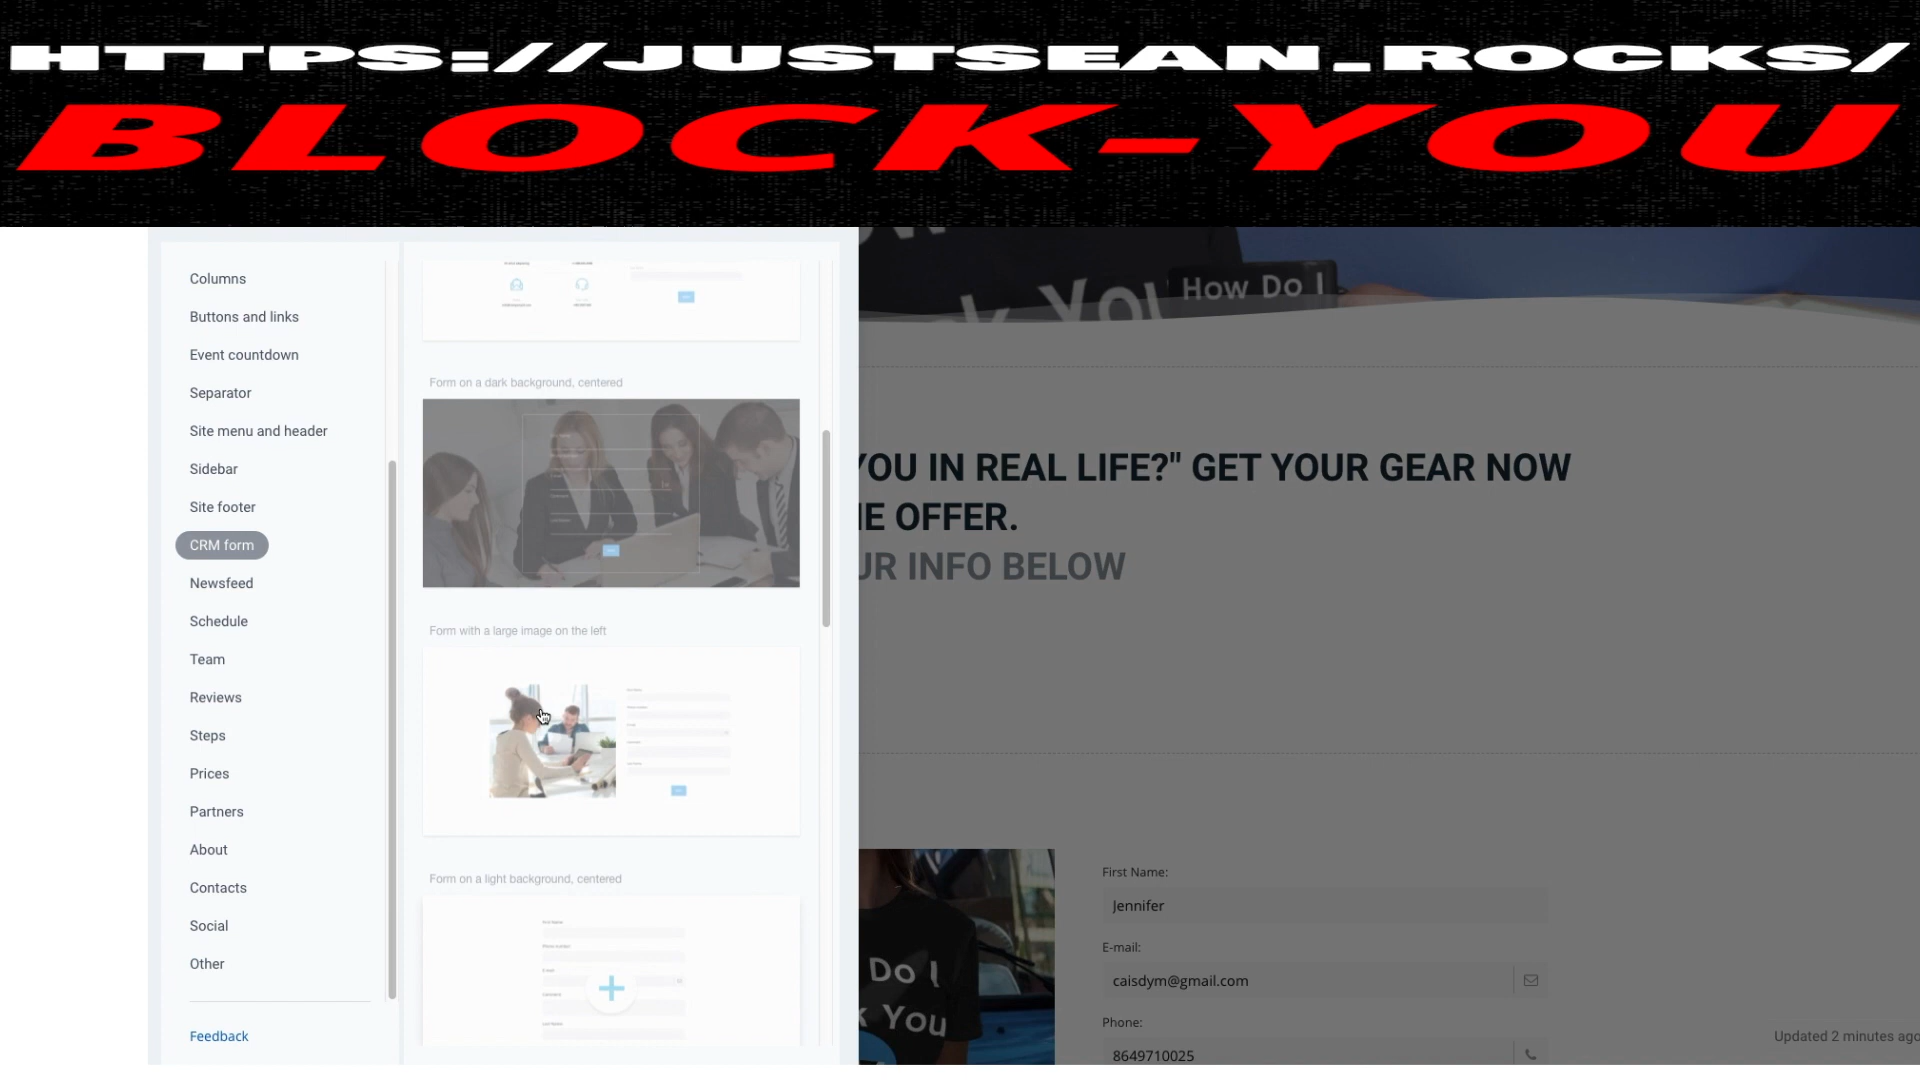 HTTPS://JUSTSEAN_ROCKS/
BLOCK-YOU
Columns
Buttons and links
Event countdown
Separator
Site menu and header
Sidebar
Site footer
CRM form
Newsfeed
Schedule
Team
Reviews
Steps
Prices
Partners
About
Contacts
Social
Other
Feedback
Form on a dark background, centered
Form with a large image on the left
Form on a light background, centered
How Do I
k You
YOU IN REAL LIFE?" GET YOUR GEAR NOW
E OFFER.
UR INFO BELOW
Do I
k You
First Name:
Jennifer
E-mail:
caisdym@gmail.com
Phone:
8649710025
Updated 2 minutes ago